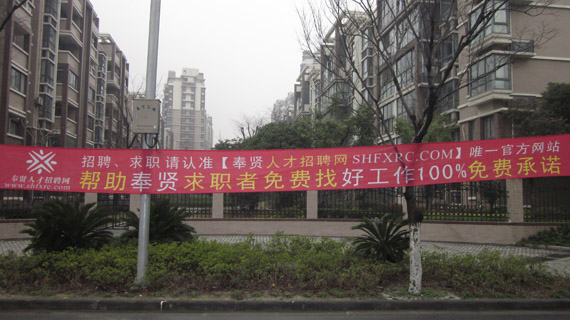 招聘、求职请认准【奉贤人才招聘网 SHFXRC.COM】唯一官方网站
帮助奉贤求职者免费找好工作100%免费承诺
奉贤人才招聘网
www.shfxrc.net